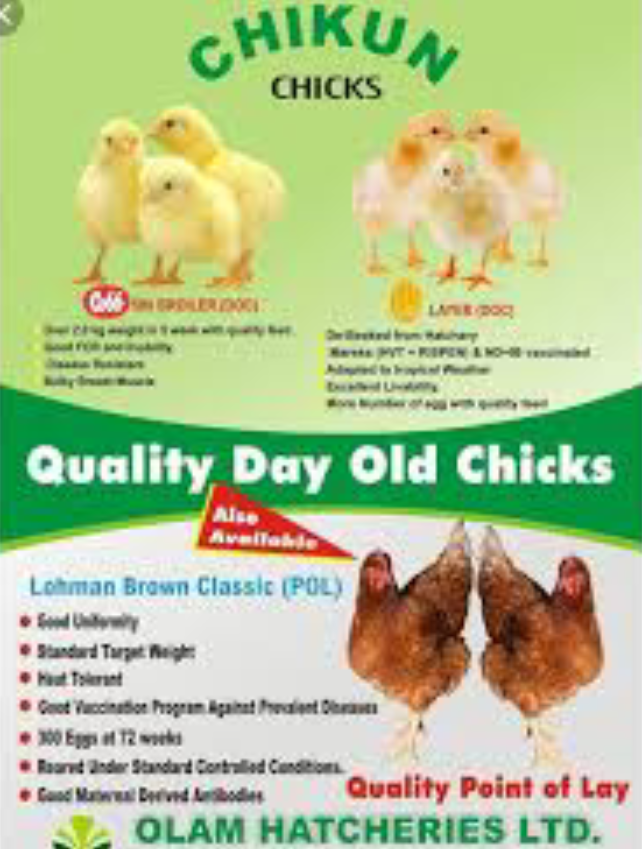 CHIKUN
CHICKS
500 BROILER (DOC)
Over 2.0 kg weight in 5 week with quality feed.
Good FCR and livability
Disease Resistant
Bulky Breast Muscle
LAYER (DOC)
DeBeaked from Hatchery
Mareks (HVT + RISPEN) & ND-IB vaccinated
Adapted to tropical Weather
Excellent Livability
More Number of egg with quality feed
Quality Day Old Chicks
Also
Available
Lohman Brown Classic (POL)
Good Uniformity
Standard Target Weight
Heat Tolerant
Good Vaccination Program Against Prevalent Diseases
300 Eggs at 72 weeks
Reared Under Standard Controlled Conditions.
Good Maternal Derived Antibodies
Quality Point of Lay
OLAM HATCHERIES LTD.